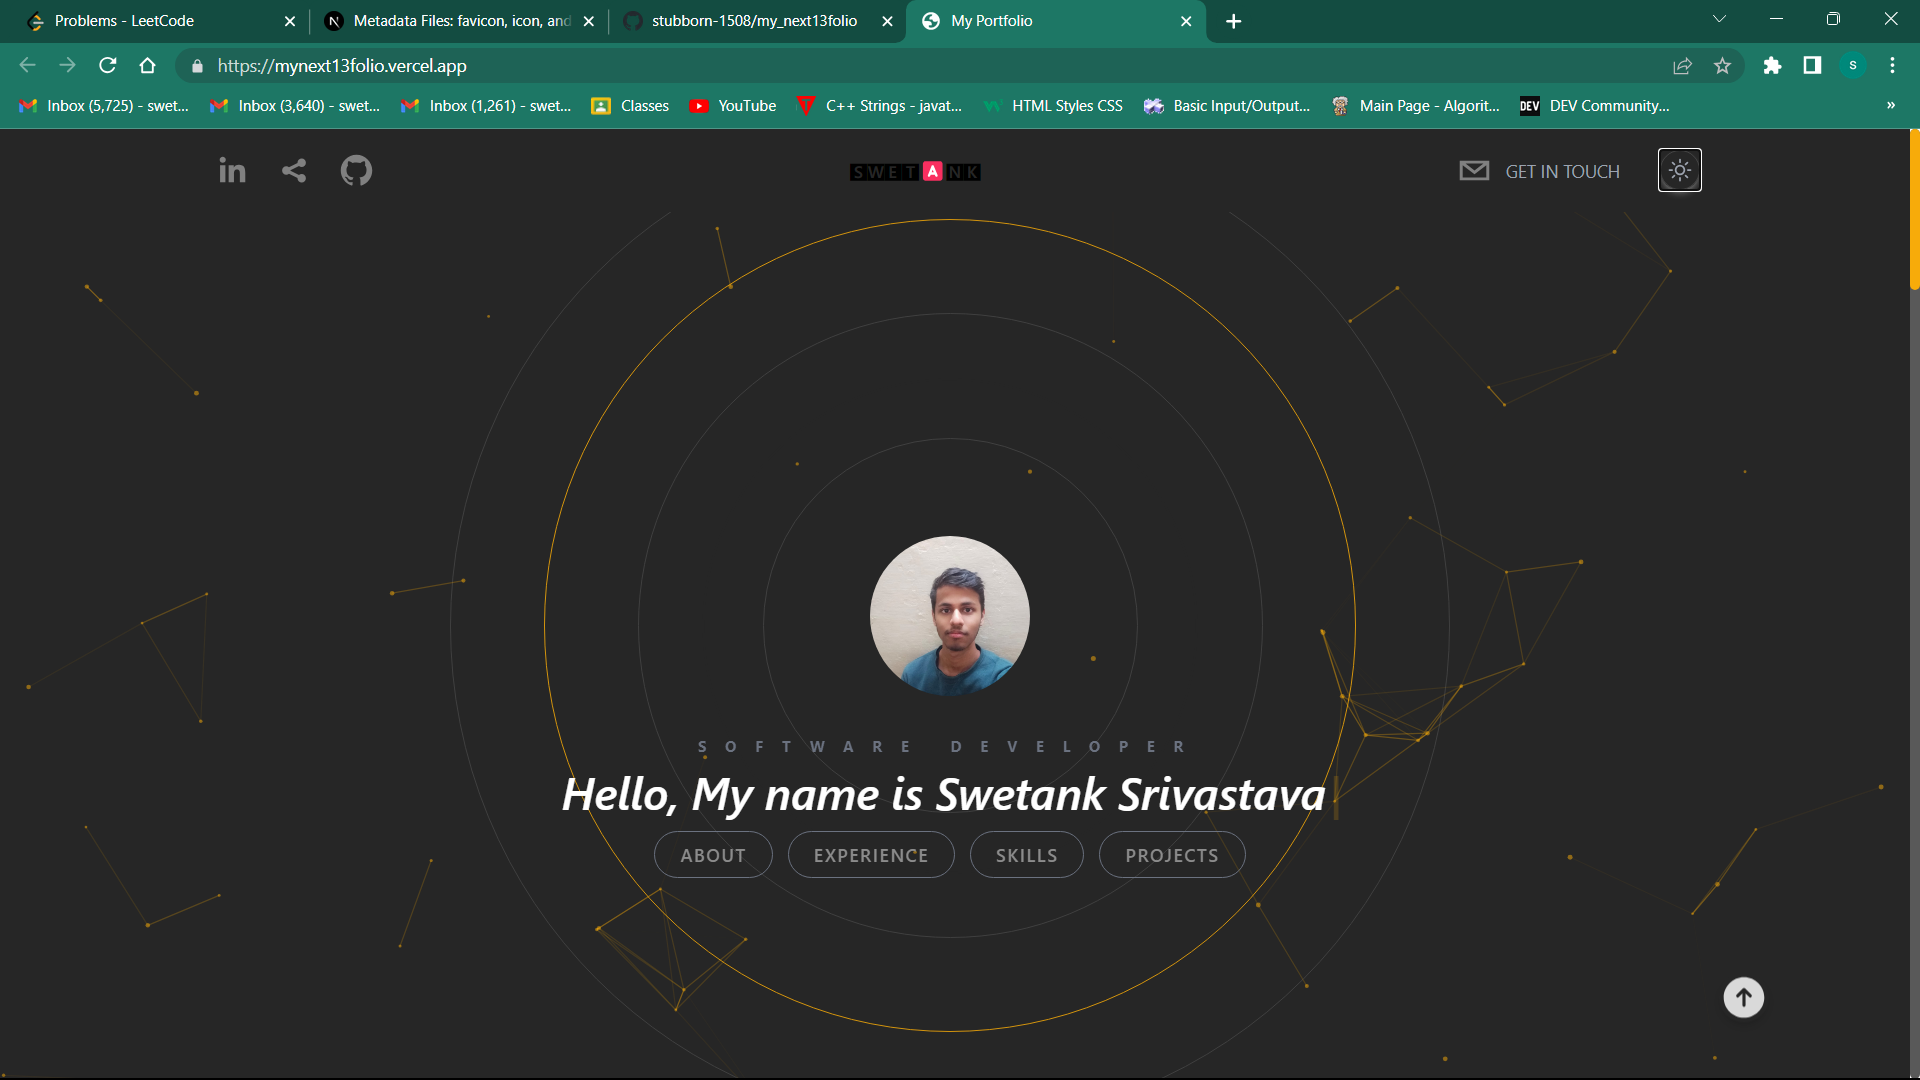 Problems - LeetCode
Metadata Files: favicon, icon, and
stubborn-1508/my_next13folio
My Portfolio
https://mynext13folio.vercel.app
S
Inbox (5,725) - swet...
Inbox (3,640) - swet...
Inbox (1,261) - swet...
Classes
YouTube
C++ Strings - javat...
HTML Styles CSS
Basic Input/Output...
Main Page - Algorit...
DEV
DEV Community...
»
in
SWETANK
GET IN TOUCH
SOFTWARE DEVELOPER
Hello, My name is Swetank Srivastava
ABOUT
EXPERIENCE
SKILLS
PROJECTS